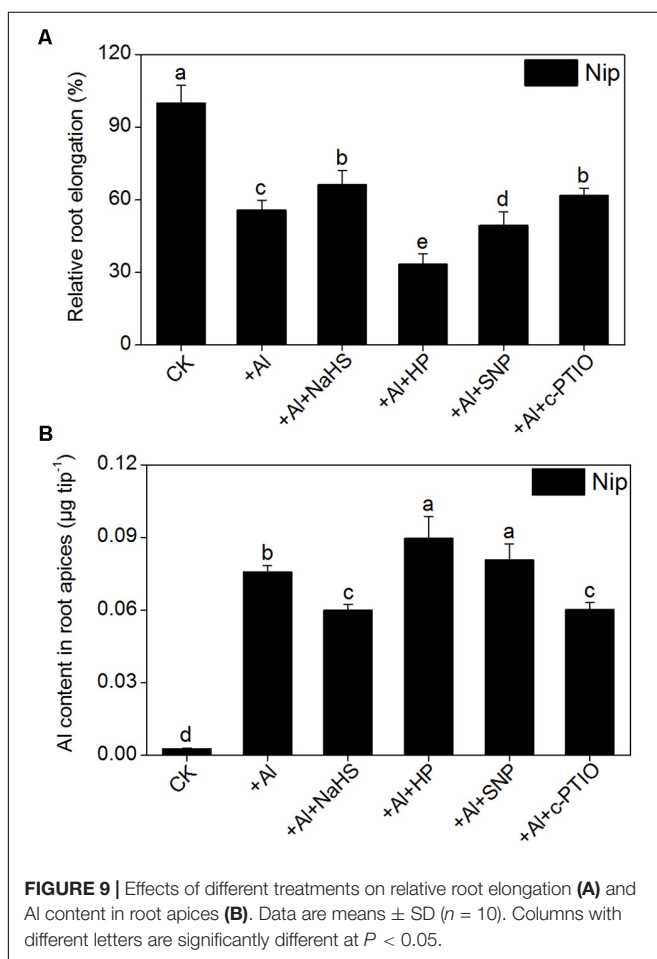 A
Relative root elongation (%)
120
90
60
30
0
Nip
a
c
b
e
d
b
CK
+Al
+Al+NaHS
+Al+HP
+Al+SNP
+Al+c-PTIO
B
Al content in root apices (µg tip⁻¹)
0.12
0.09
0.06
0.03
0.00
Nip
d
b
c
a
a
c
CK
+Al
+Al+NaHS
+Al+HP
+Al+SNP
+Al+c-PTIO
FIGURE 9 | Effects of different treatments on relative root elongation (A) and
Al content in root apices (B). Data are means ± SD (n = 10). Columns with
different letters are significantly different at P < 0.05.